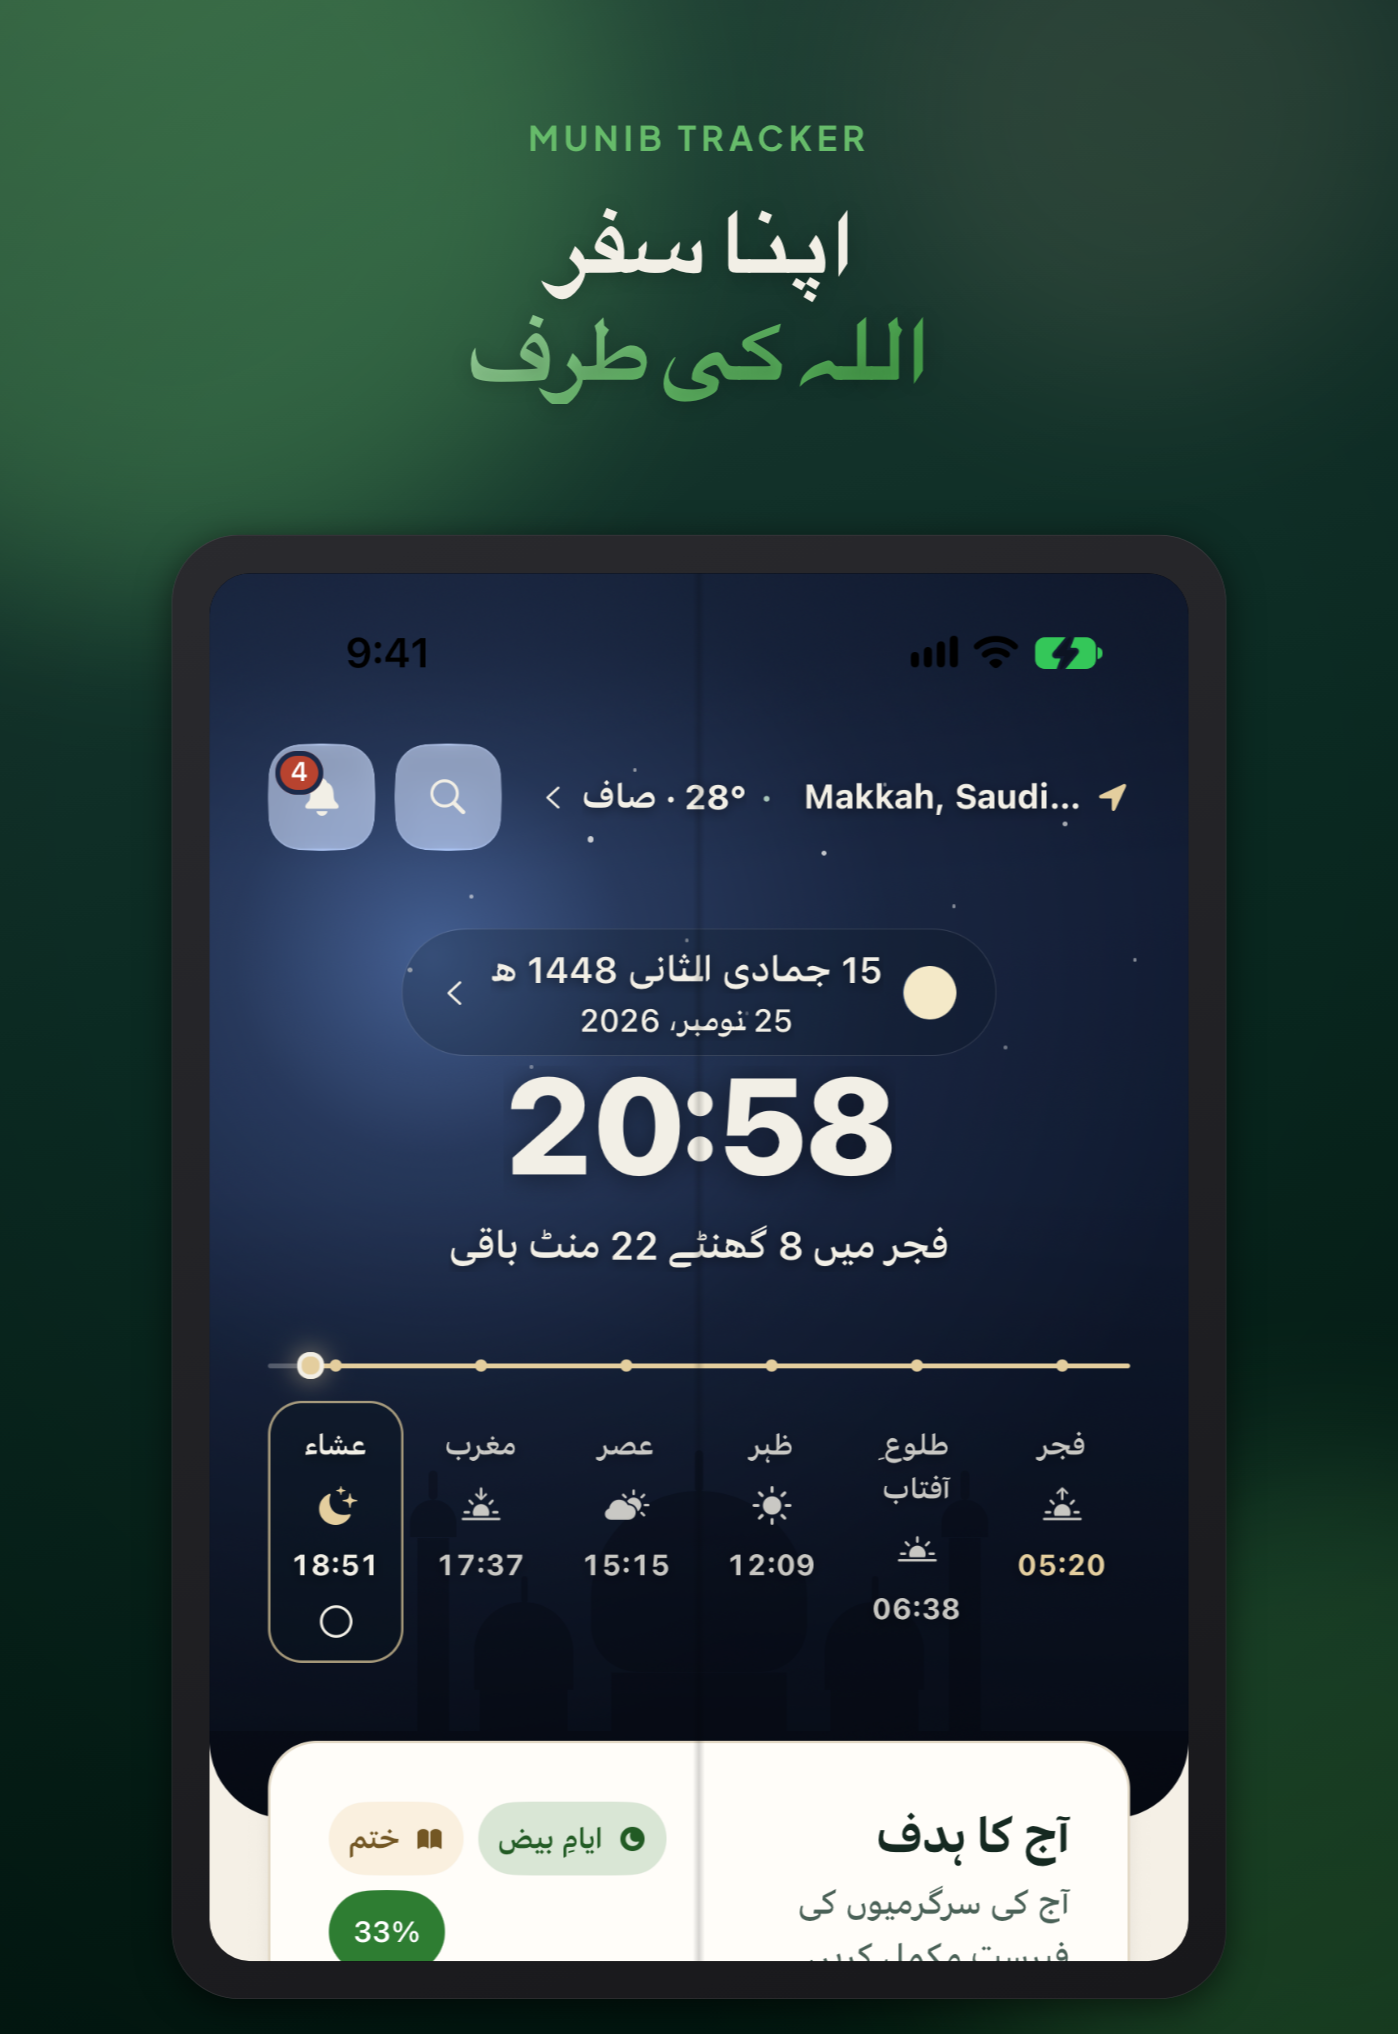 MUNIB TRACKER
اپنا سفر
اللہ کی طرف
9:41
Makkah, Saudi... · 28° · صاف
4
15 جمادی الثانی 1448 ھ
25 نومبر، 2026
20:58
فجر میں 8 گھنٹے 22 منٹ باقی
فجر
05:20
طلوعِ
آفتاب
06:38
ظہر
12:09
عصر
15:15
مغرب
17:37
عشاء
18:51
آج کا ہدف
ایامِ بیض
ختم
آج کی سرگرمیوں کی
فہرست مکمل کریں
33%